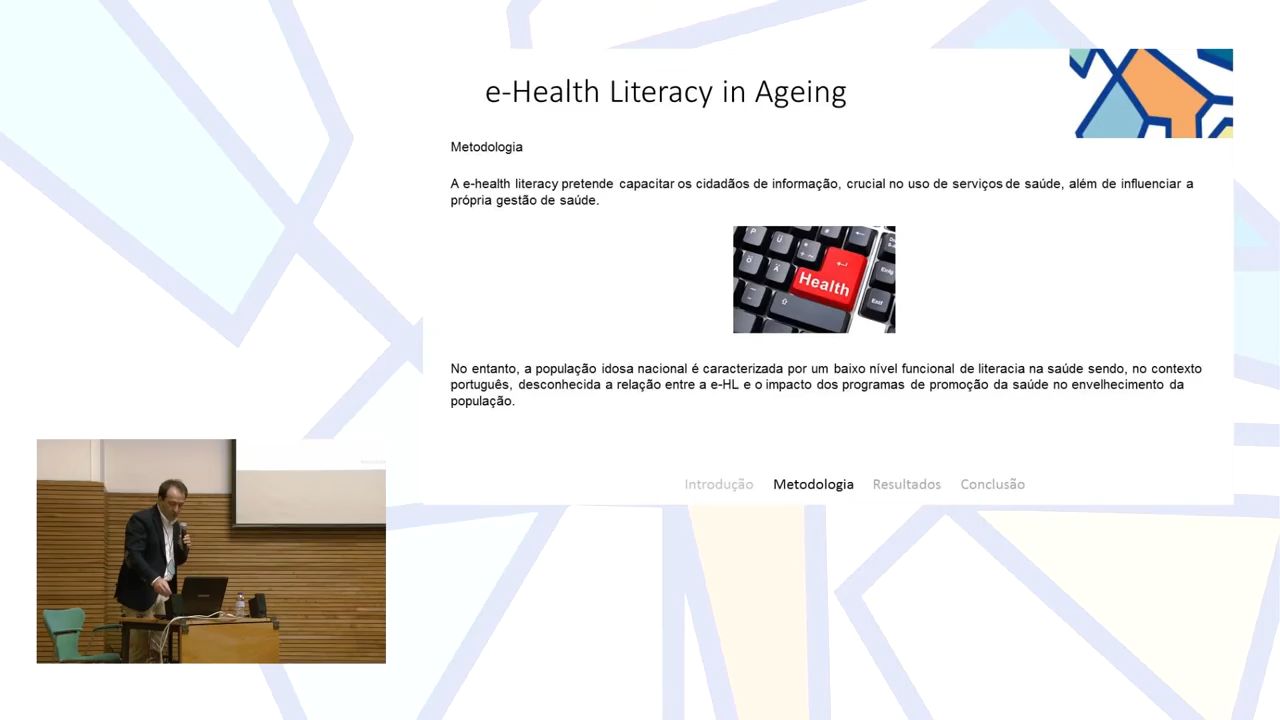 e-Health Literacy in Ageing
Metodologia
A e-health literacy pretende capacitar os cidadãos de informação, crucial no uso de serviços de saúde, além de influenciar a
própria gestão de saúde.
P Ü * # ←
Ö Ä + ~ ↵ Health Einfg
Entf
No entanto, a população idosa nacional é caracterizada por um baixo nível funcional de literacia na saúde sendo, no contexto
português, desconhecida a relação entre a e-HL e o impacto dos programas de promoção da saúde no envelhecimento da
população.
Introdução Metodologia Resultados Conclusão